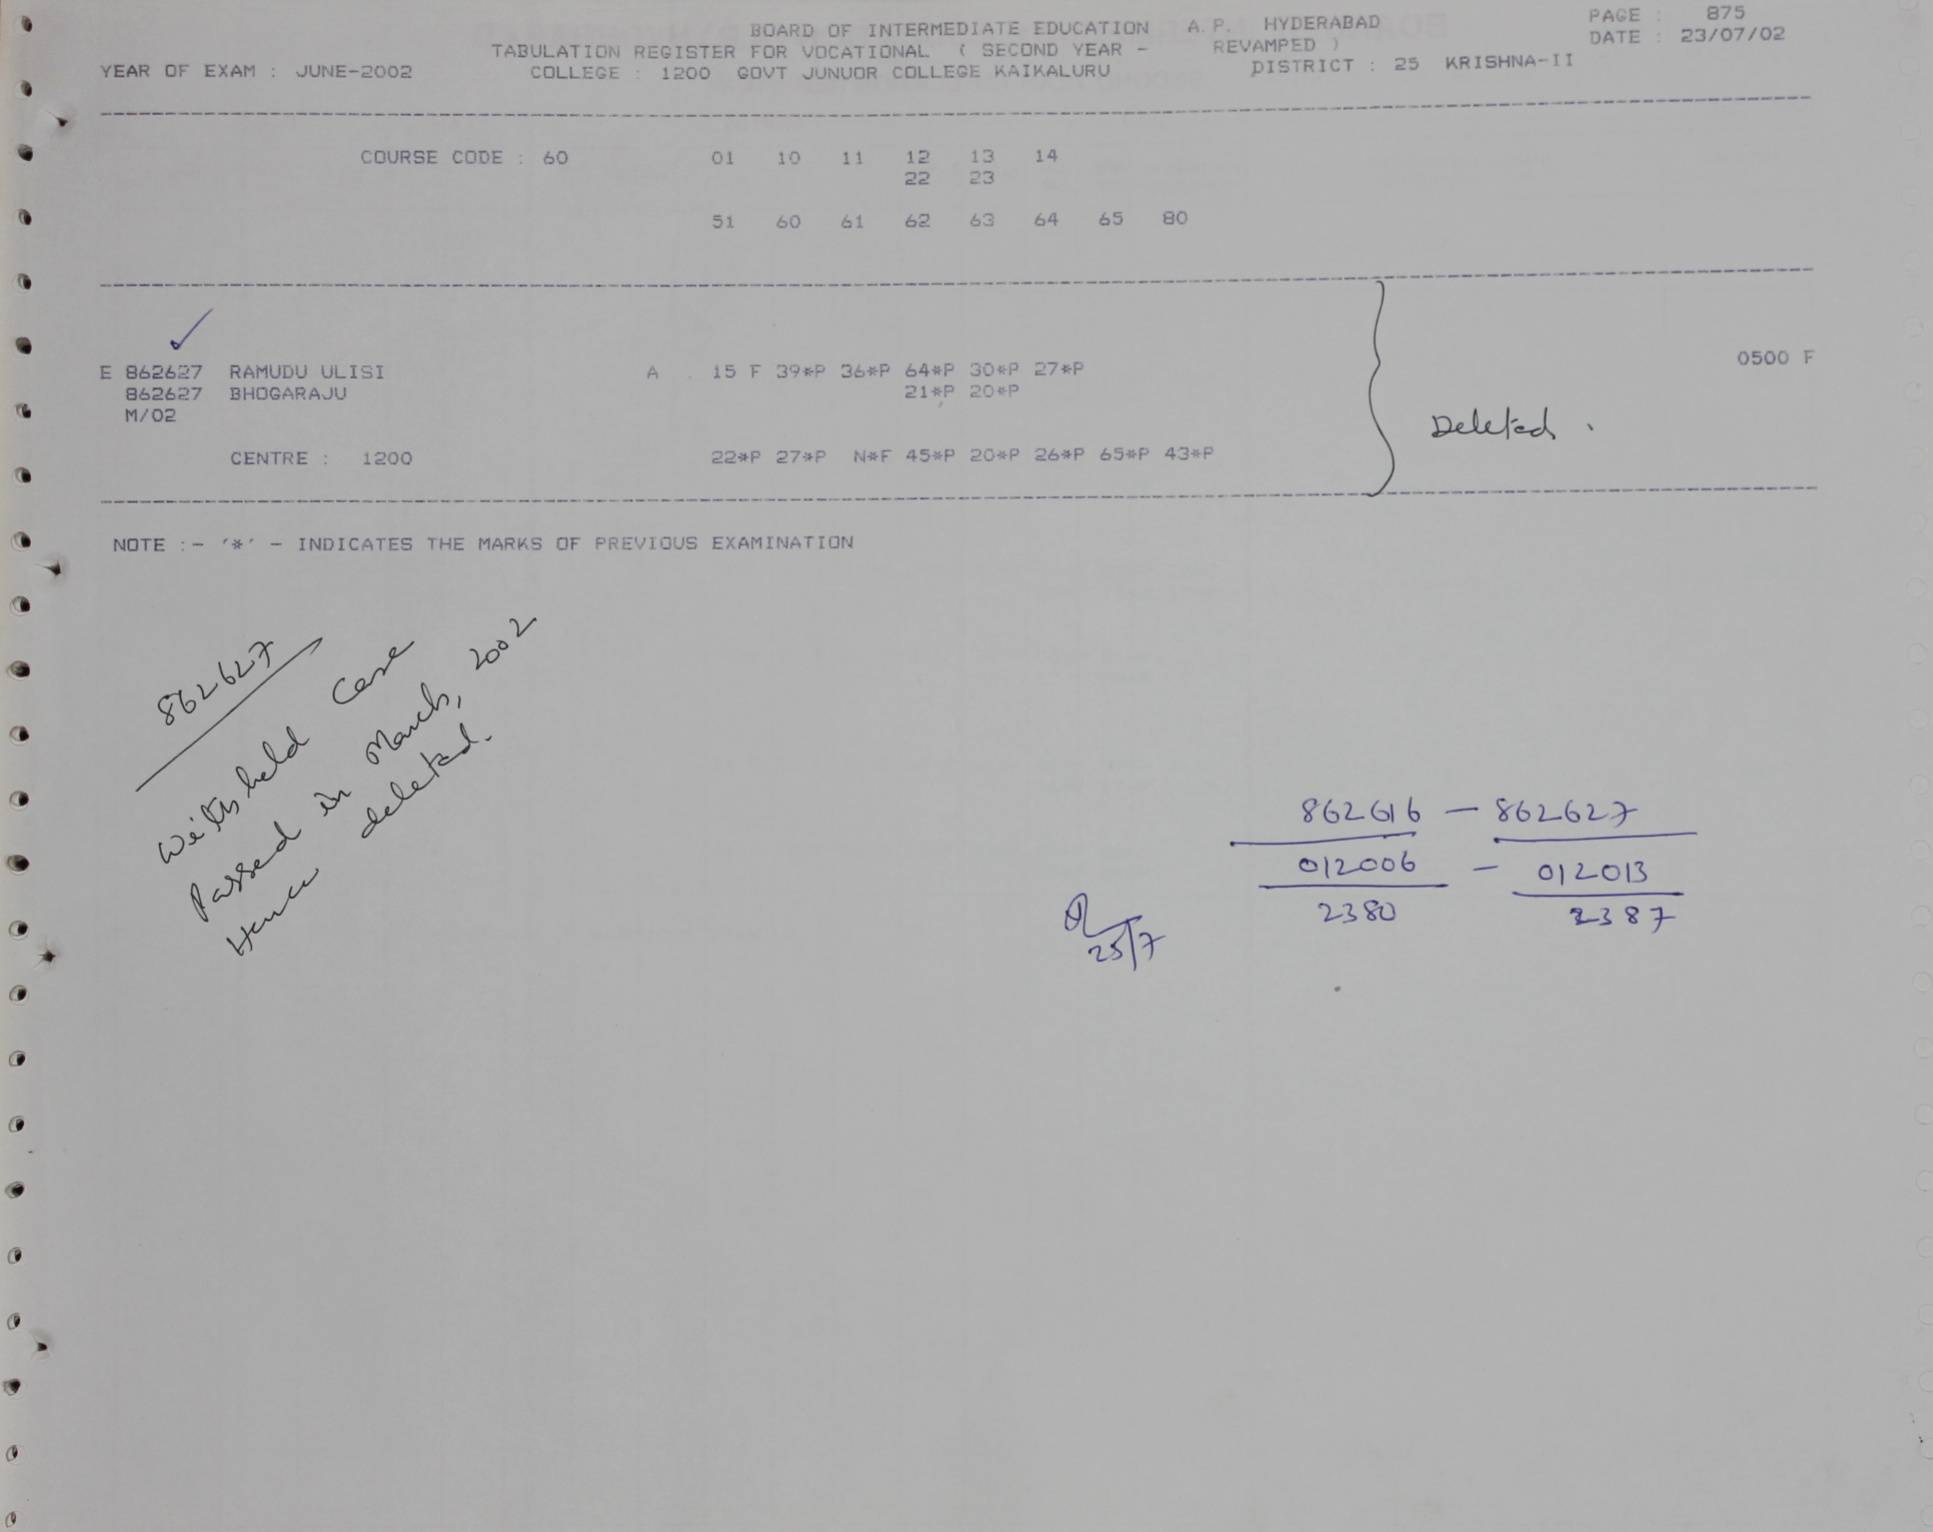 BOARD OF INTERMEDIATE EDUCATION A.P. HYDERABAD PAGE : 875
TABULATION REGISTER FOR VOCATIONAL ( SECOND YEAR - REVAMPED ) DATE : 23/07/02
YEAR OF EXAM : JUNE-2002 COLLEGE : 1200 GOVT JUNUOR COLLEGE KAIKALURU DISTRICT : 25 KRISHNA-II
COURSE CODE : 60 01 10 11 12 13 14
22 23
51 60 61 62 63 64 65 80
E 862627 RAMUDU ULISI A 15 F 39*P 36*P 64*P 30*P 27*P 0500 F
862627 BHOGARAJU 21*P 20*P
M/02
Deleted.
CENTRE : 1200 22*P 27*P N*F 45*P 20*P 26*P 65*P 43*P
NOTE :- '*' - INDICATES THE MARKS OF PREVIOUS EXAMINATION
862627
Withheld Case
Passed in March, 2002
Hence deleted.
862616 - 862627
012006 - 012013
2380 2387
25/7